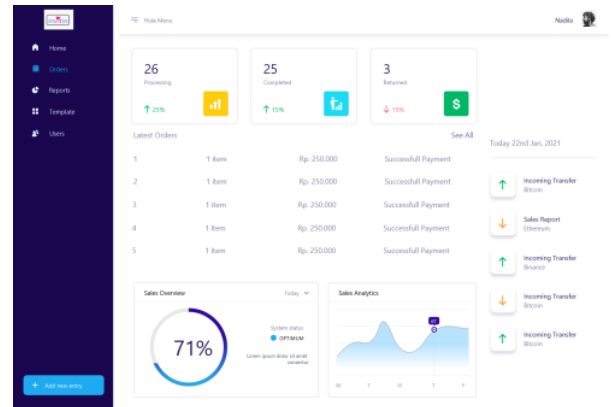 Hide Menu
Nadila
Home
Orders
Reports
Template
Users
Add new entry
26
Processing
25%
25
Completed
15%
3
Returned
15%
Latest Orders
See All
1 1 item Rp. 250.000 Successfull Payment
2 1 item Rp. 250.000 Successfull Payment
3 1 item Rp. 250.000 Successfull Payment
4 1 item Rp. 250.000 Successfull Payment
5 1 item Rp. 250.000 Successfull Payment
Today 22nd Jan, 2021
Incoming Transfer
Bitcoin
Sales Report
Incoming Transfer
Binance
Incoming Transfer
Bitcoin
Incoming Transfer
Bitcoin
Sales Overview
Today
71%
System status
OPTIMUM
Lorem ipsum dolor sit amet
consentur
Sales Analytics
M T W T F